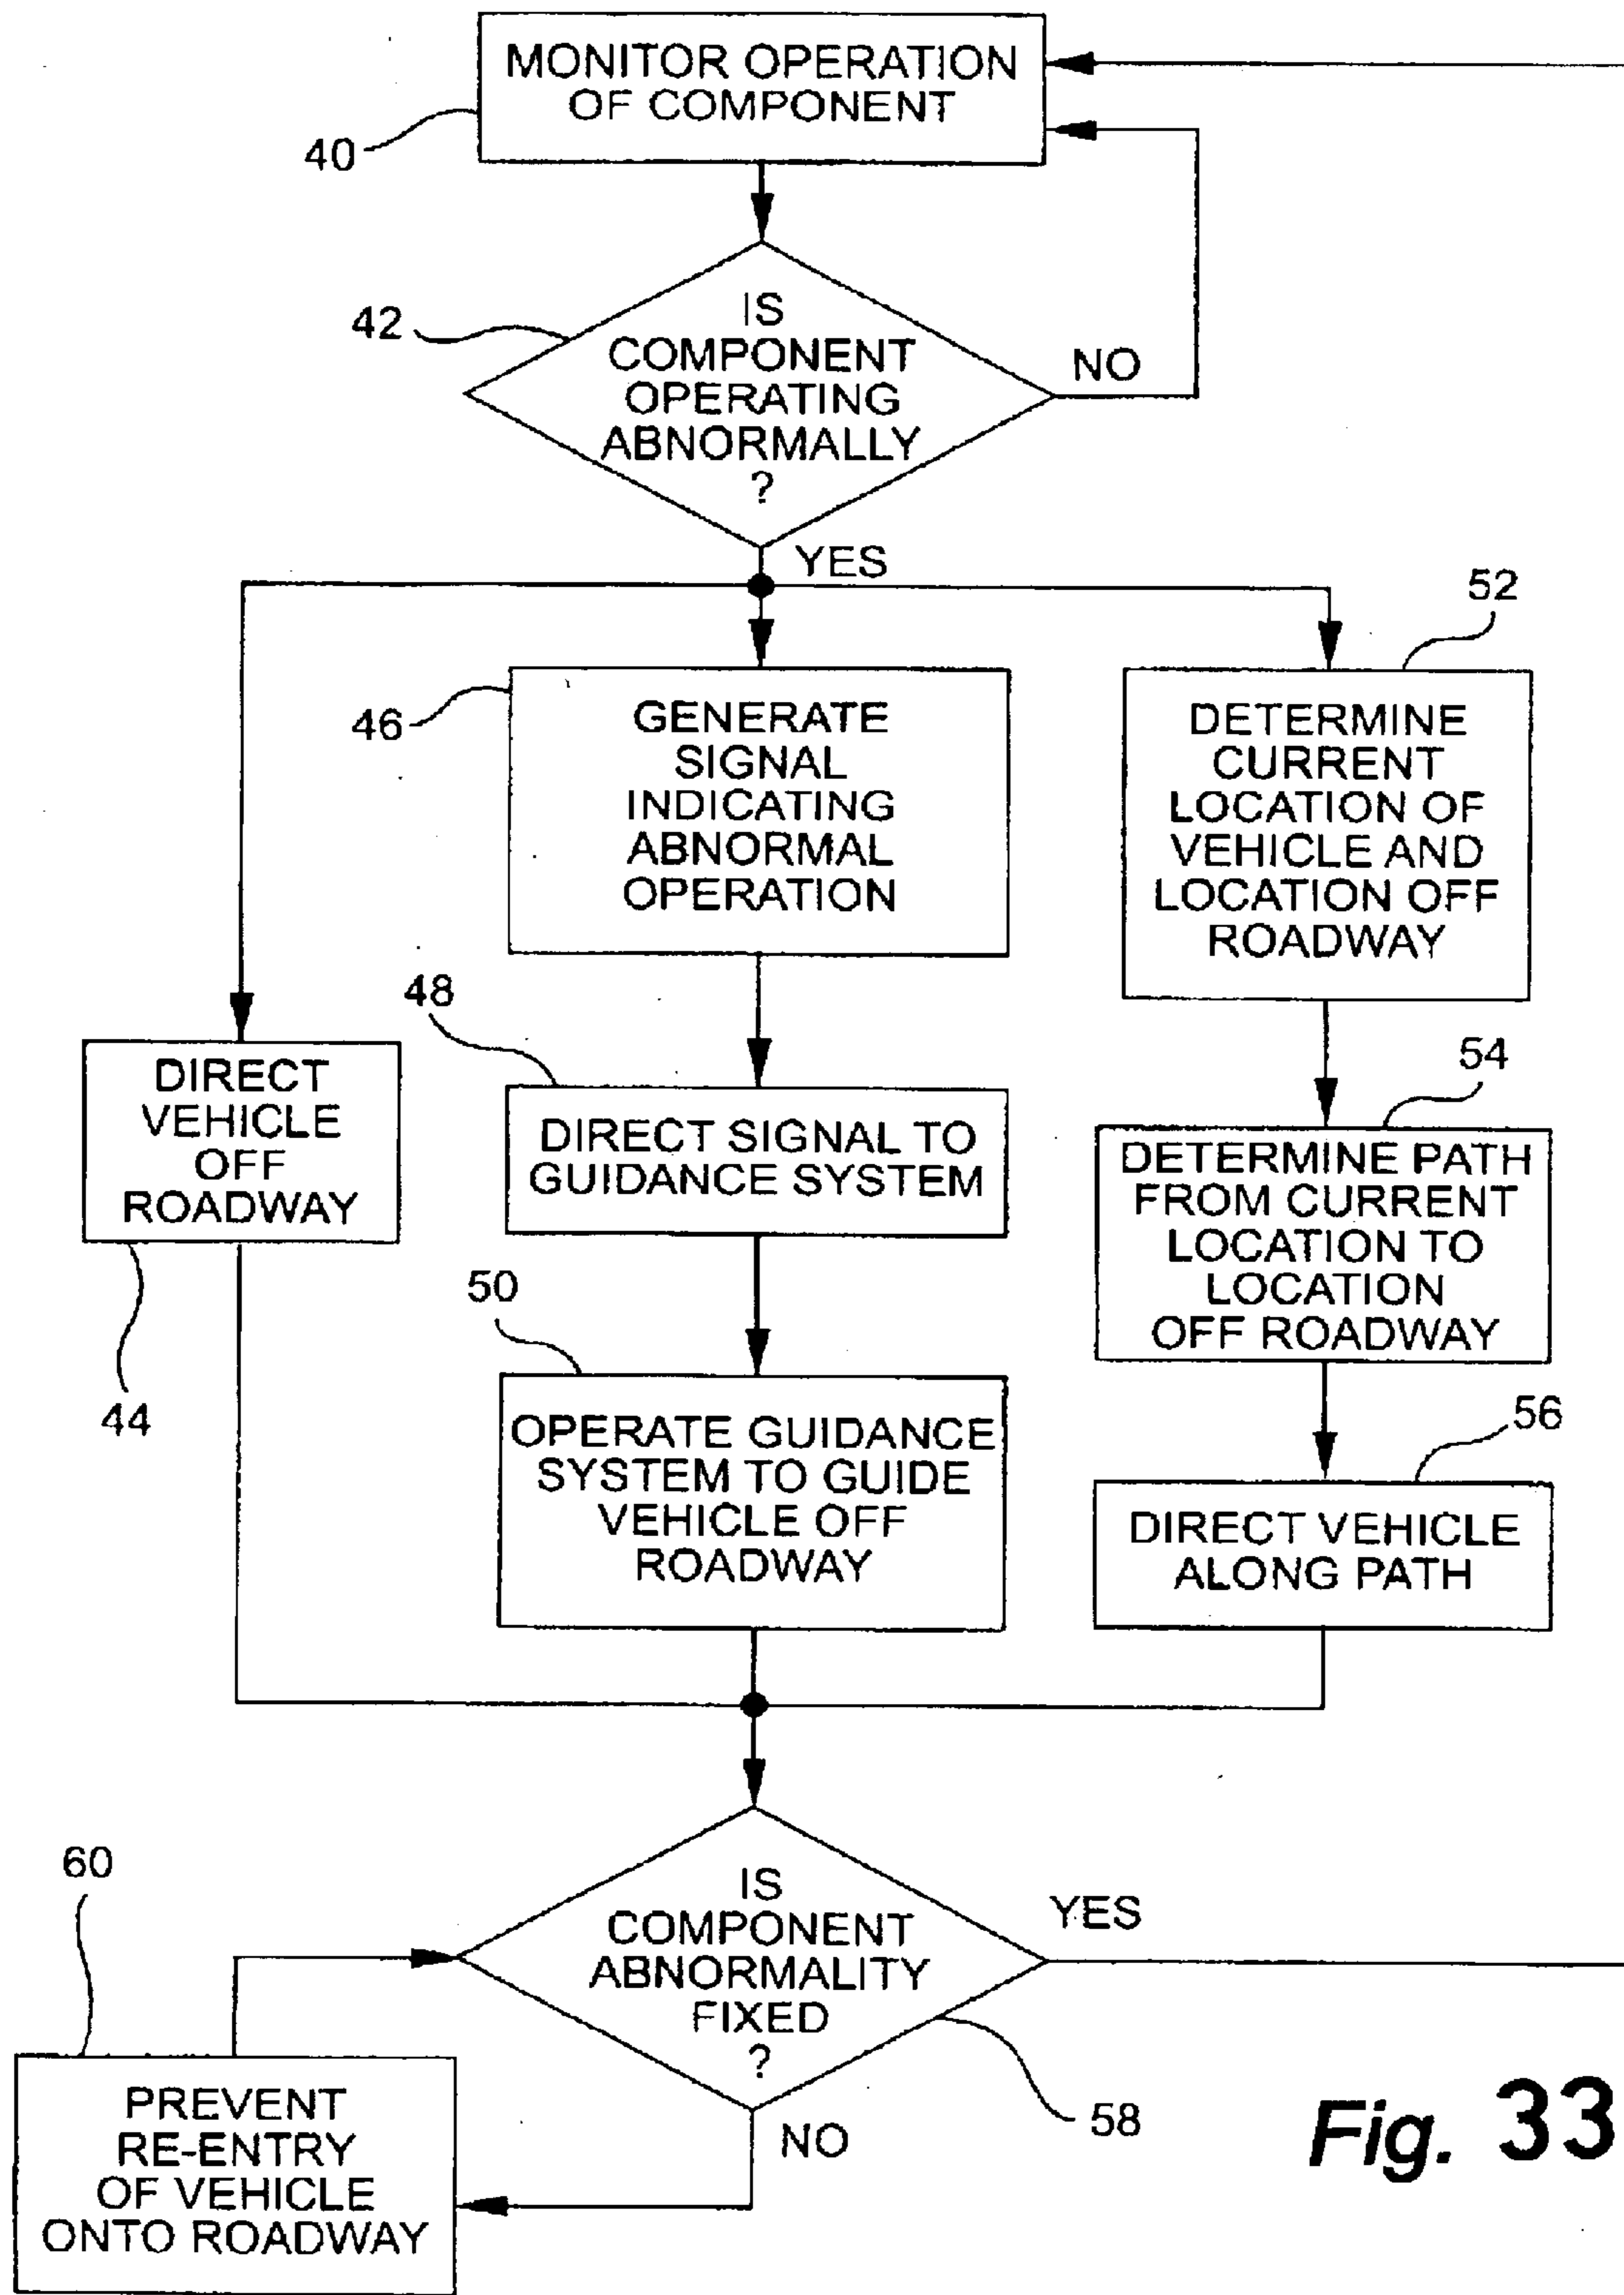 MONITOR OPERATION
OF COMPONENT
40
42
IS
COMPONENT
OPERATING
ABNORMALLY
?
NO
YES
52
46
GENERATE
SIGNAL
INDICATING
ABNORMAL
OPERATION
DETERMINE
CURRENT
LOCATION OF
VEHICLE AND
LOCATION OFF
ROADWAY
48
54
DIRECT
VEHICLE
OFF
ROADWAY
44
DIRECT SIGNAL TO
GUIDANCE SYSTEM
DETERMINE PATH
FROM CURRENT
LOCATION TO
LOCATION
OFF ROADWAY
50
56
OPERATE GUIDANCE
SYSTEM TO GUIDE
VEHICLE OFF
ROADWAY
DIRECT VEHICLE
ALONG PATH
60
IS
COMPONENT
ABNORMALITY
FIXED
?
YES
58
NO
PREVENT
RE-ENTRY
OF VEHICLE
ONTO ROADWAY
Fig. 33